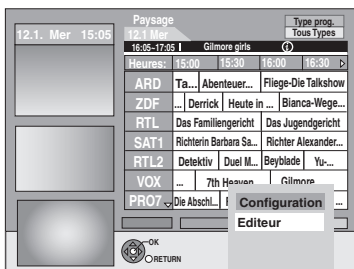 Paysage
Type prog.
12.1. Mer 15:05
12.1 Mer
Tous Types
16:05-17:05 Gilmore girls
Heures: 15:00 15:30 16:00 16:30
ARD Ta... Abenteuer... Fliege-Die Talkshow
ZDF ... Derrick Heute in ... Bianca-Wege...
RTL Das Familiengericht Das Jugendgericht
SAT1 Richterin Barbara Sa... Richter Alexander...
RTL2 Detektiv Duel M... Beyblade Yu-...
VOX ... 7th Heaven Gilmore
PRO7 Die Abschl... ...
Configuration
Editeur
OK
RETURN